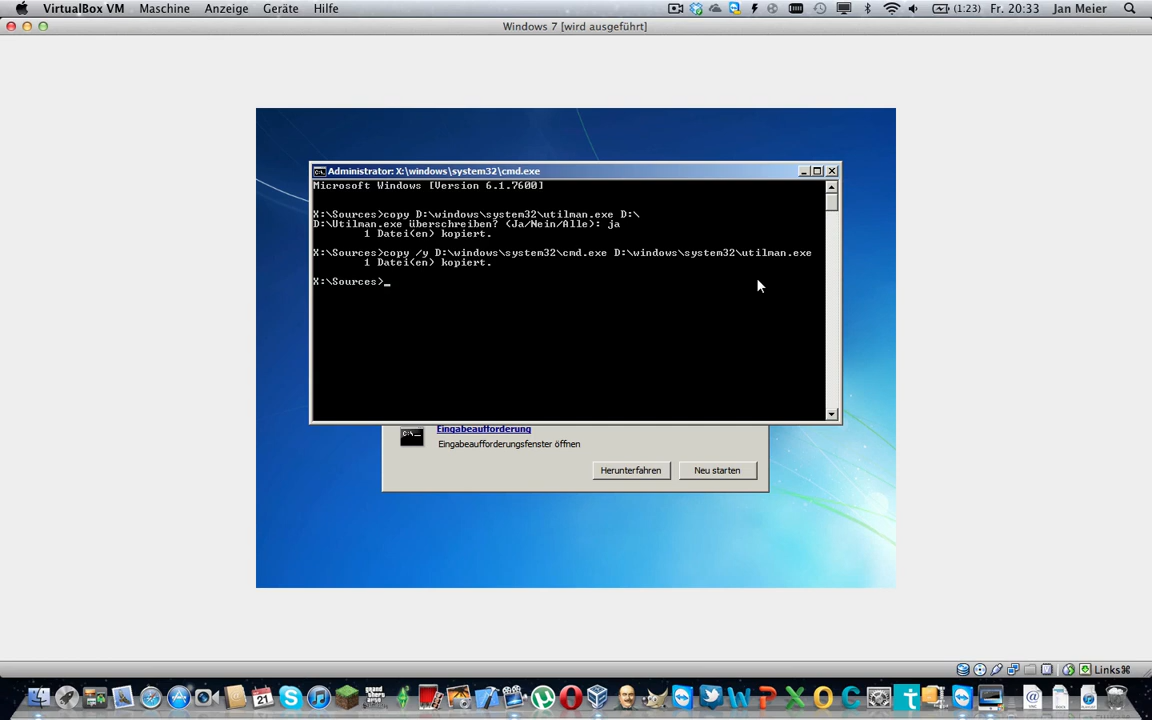 VirtualBox VM Maschine Anzeige Geräte Hilfe (1:23) Fr. 20:33 Jan Meier
Windows 7 [wird ausgeführt]
Administrator: X:\windows\system32\cmd.exe
Microsoft Windows [Version 6.1.7600]
X:\Sources>copy D:\windows\system32\utilman.exe D:\
D:\Utilman.exe überschreiben? (Ja/Nein/Alle): ja
1 Datei(en) kopiert.
X:\Sources>copy /y D:\windows\system32\cmd.exe D:\windows\system32\utilman.exe
1 Datei(en) kopiert.
X:\Sources>_
Eingabeaufforderung
Eingabeaufforderungsfenster öffnen
Herunterfahren Neu starten
Links⌘